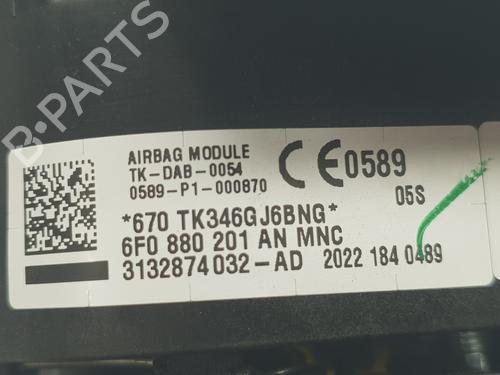 B-PARTS
AIRBAG MODULE
TK-DAB-0054
0589-P1-000870
CE0589
05S
*670 TK346GJ6BNG*
6F0 880 201 AN MNC
3132874032-AD 2022 184 0489